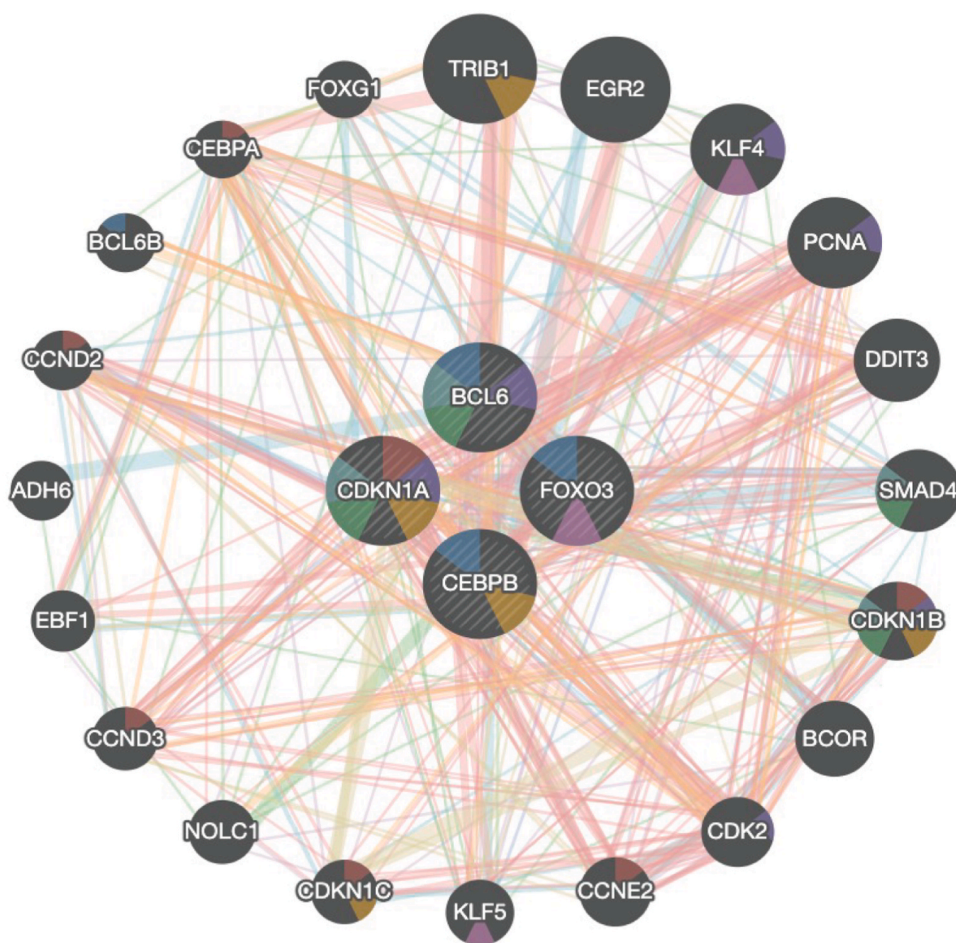 TRIB1
EGR2
FOXG1
KLF4
CEBPA
BCL6B
PCNA
CCND2
DDIT3
BCL6
ADH6
CDKN1A
FOXO3
SMAD4
CEBPB
EBF1
CDKN1B
CCND3
BCOR
NOLC1
CDK2
CDKN1C
CCNE2
KLF5